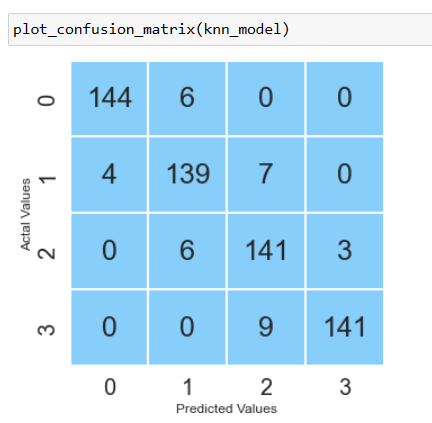 plot_confusion_matrix(knn_model)
0 144 6 0 0
1 4 139 7 0
Actal Values
2 0 6 141 3
3 0 0 9 141
0 1 2 3
Predicted Values